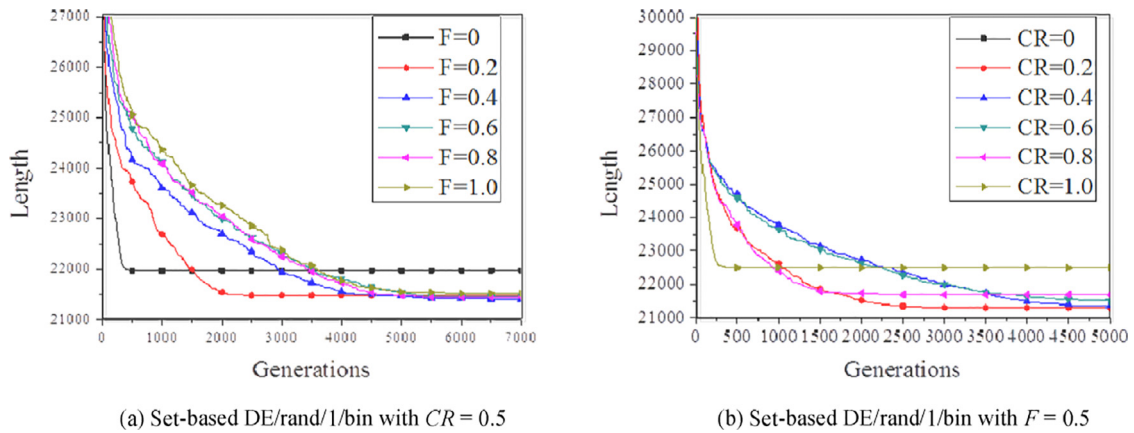 27000
26000
25000
24000
23000
22000
21000
Length
F=0
F=0.2
F=0.4
F=0.6
F=0.8
F=1.0
0 1000 2000 3000 4000 5000 6000 7000
Generations
(a) Set-based DE/rand/1/bin with CR = 0.5
30000
29000
28000
27000
26000
25000
24000
23000
22000
21000
Length
CR=0
CR=0.2
CR=0.4
CR=0.6
CR=0.8
CR=1.0
0 500 1000 1500 2000 2500 3000 3500 4000 4500 5000
Generations
(b) Set-based DE/rand/1/bin with F = 0.5